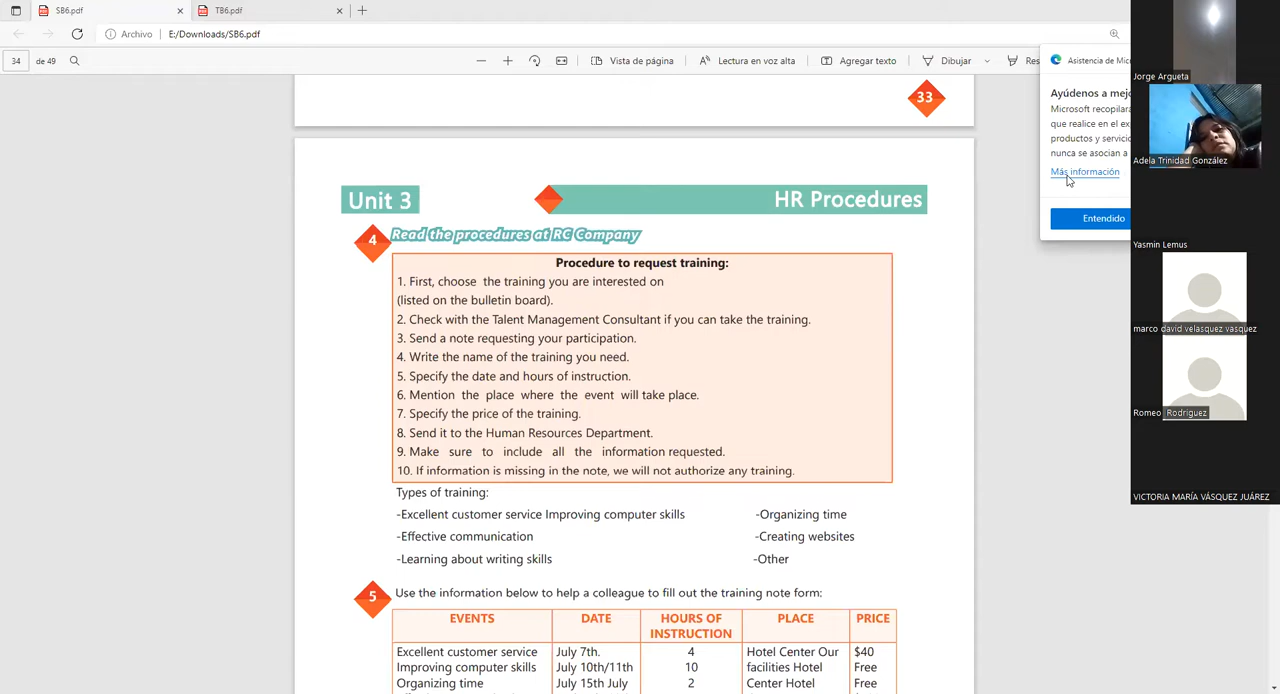 SB6.pdf
TB6.pdf
Archivo
E:/Downloads/SB6.pdf
34
de 49
Vista de página
Lectura en voz alta
Agregar texto
Dibujar
Asistencia de
Ayúdenos a
Microsoft recopilará
que realice en el
productos y
nunca se asocian a
Más información
Entendido
Jorge Argueta
Adela Trinidad González
Yasmin Lemus
marco david velasquez vasquez
Romeo Rodriguez
VICTORIA MARÍA VÁSQUEZ JUÁREZ
33
Unit 3
HR Procedures
4
Read the procedures at RC Company
Procedure to request training:
1. First, choose the training you are interested on
(listed on the bulletin board).
2. Check with the Talent Management Consultant if you can take the training.
3. Send a note requesting your participation.
4. Write the name of the training you need.
5. Specify the date and hours of instruction.
6. Mention the place where the event will take place.
7. Specify the price of the training.
8. Send it to the Human Resources Department.
9. Make sure to include all the information requested.
10. If information is missing in the note, we will not authorize any training.
Types of training:
-Excellent customer service Improving computer skills
-Organizing time
-Effective communication
-Creating websites
-Learning about writing skills
-Other
5
Use the information below to help a colleague to fill out the training note form:
EVENTS DATE HOURS OF INSTRUCTION PLACE PRICE
Excellent customer service July 7th. 4 Hotel Center Our $40
Improving computer skills July 10th/11th 10 facilities Hotel Free
Organizing time July 15th July 2 Center Hotel Free